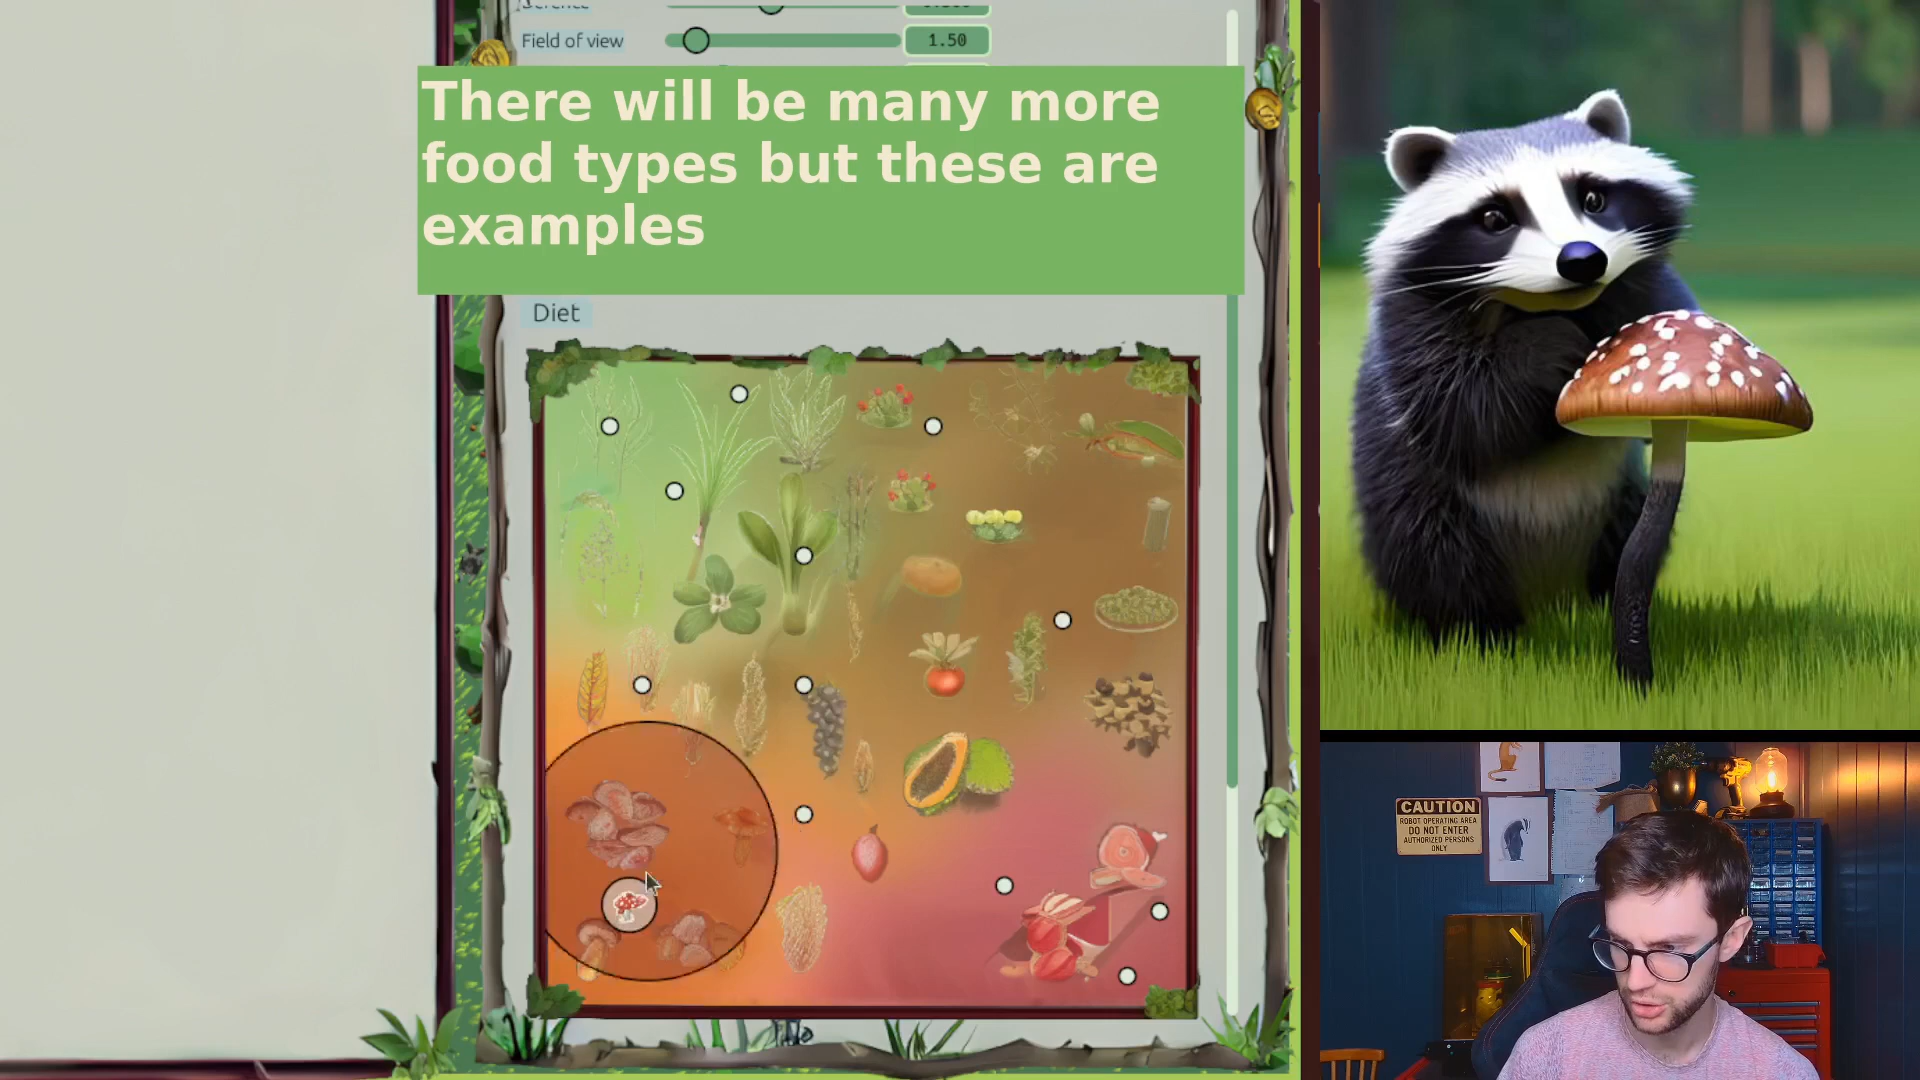 Defence
Field of view
1.50
There will be many more
food types but these are
examples
Diet
CAUTION
ROBOT OPERATING AREA
DO NOT ENTER
AUTHORIZED PERSONS
ONLY